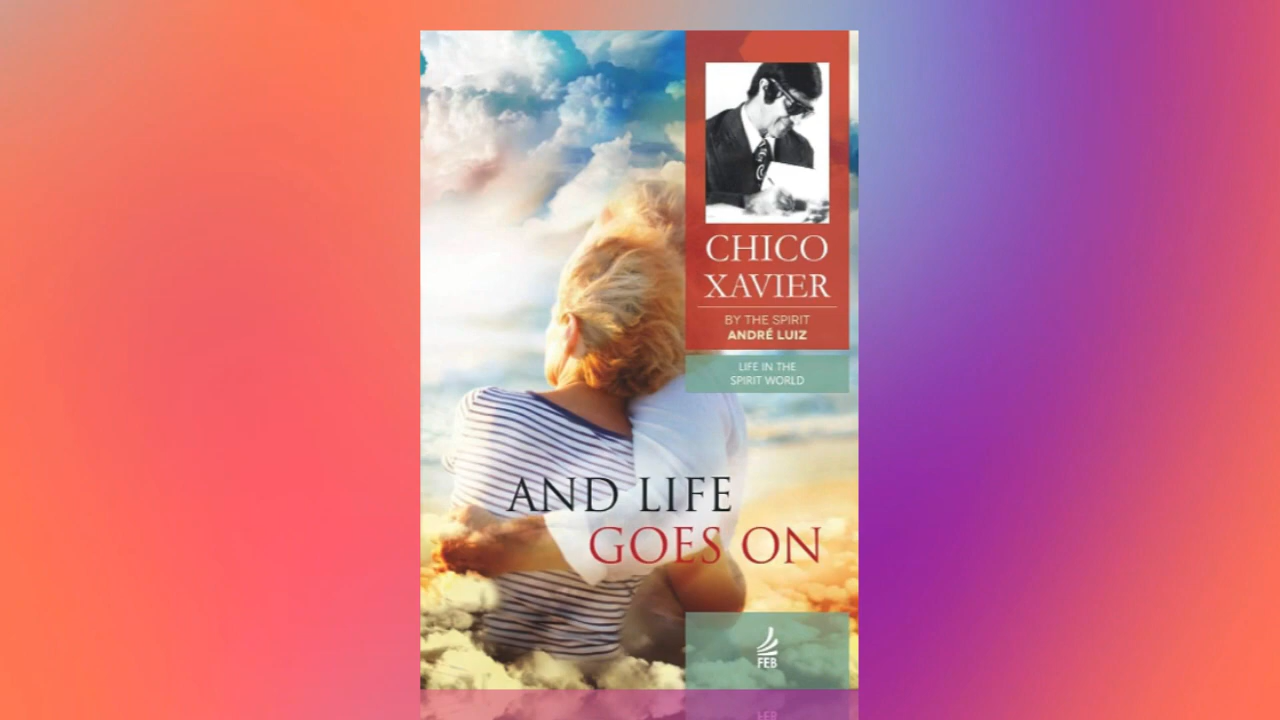 CHICO
XAVIER
BY THE SPIRIT
ANDRÉ LUIZ
LIFE IN THE
SPIRIT WORLD
AND LIFE
GOES ON
FEB